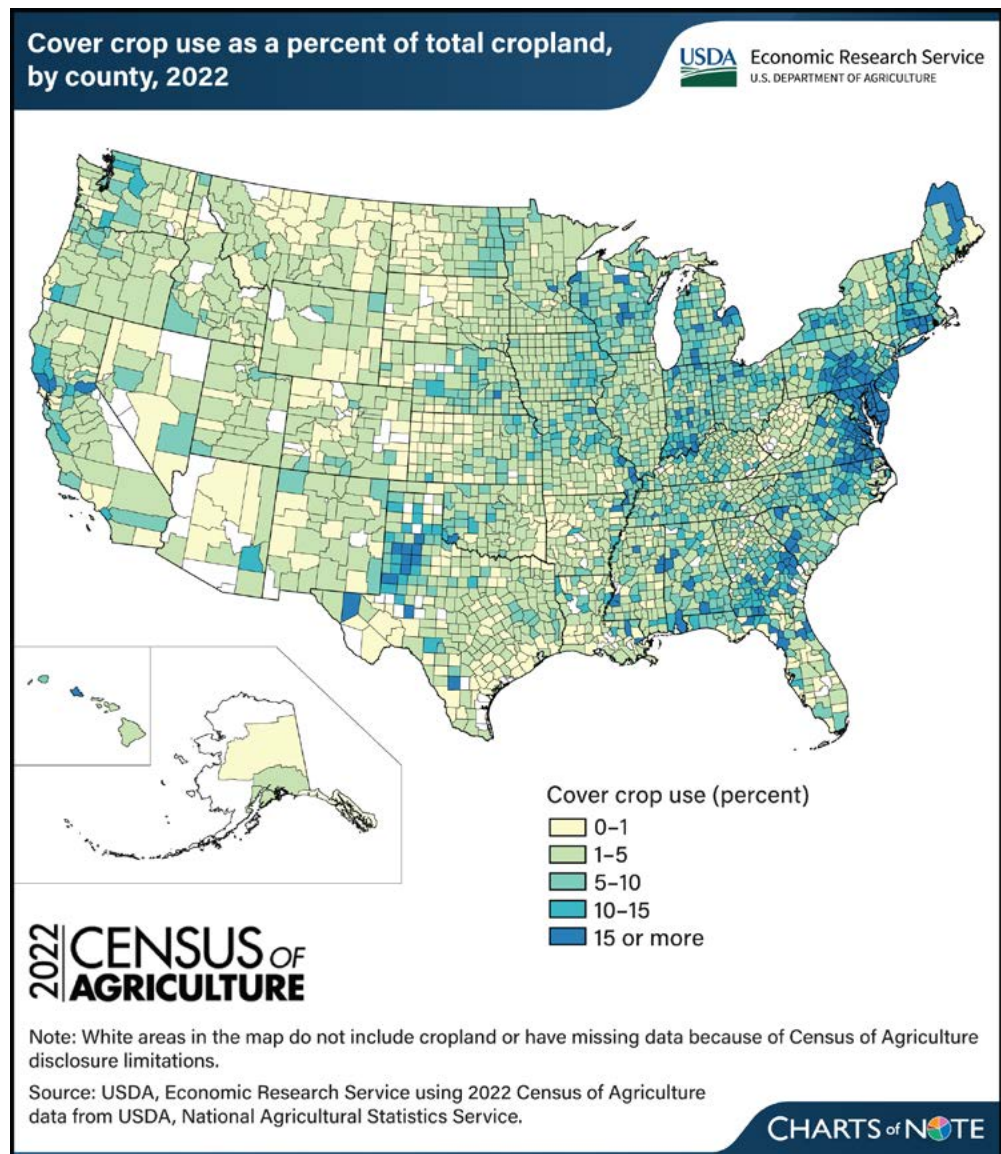 Cover crop use as a percent of total cropland,
by county, 2022
USDA
Economic Research Service
U.S. DEPARTMENT OF AGRICULTURE
Cover crop use (percent)
0–1
1–5
5–10
10–15
15 or more
2022
CENSUS OF
AGRICULTURE
Note: White areas in the map do not include cropland or have missing data because of Census of Agriculture
disclosure limitations.
Source: USDA, Economic Research Service using 2022 Census of Agriculture
data from USDA, National Agricultural Statistics Service.
CHARTS of NOTE